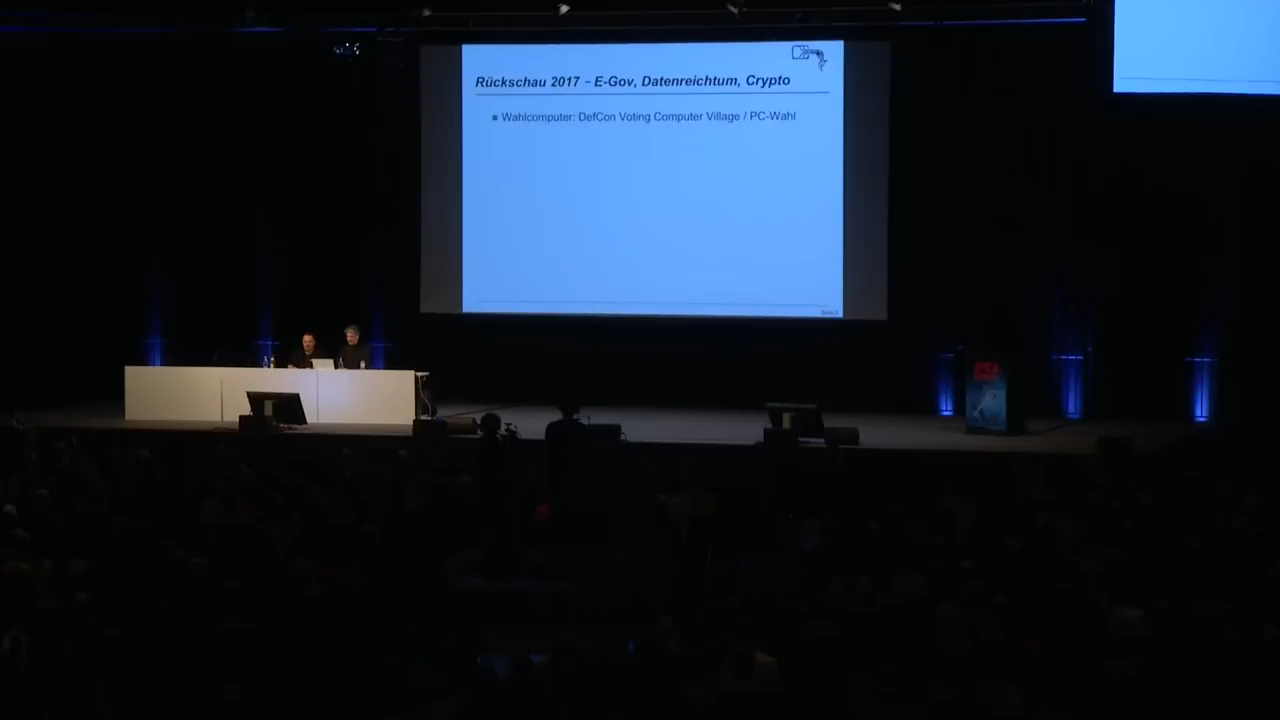 Rückschau 2017 – E-Gov, Datenreichtum, Crypto
Wahlcomputer: DefCon Voting Computer Village / PC-Wahl